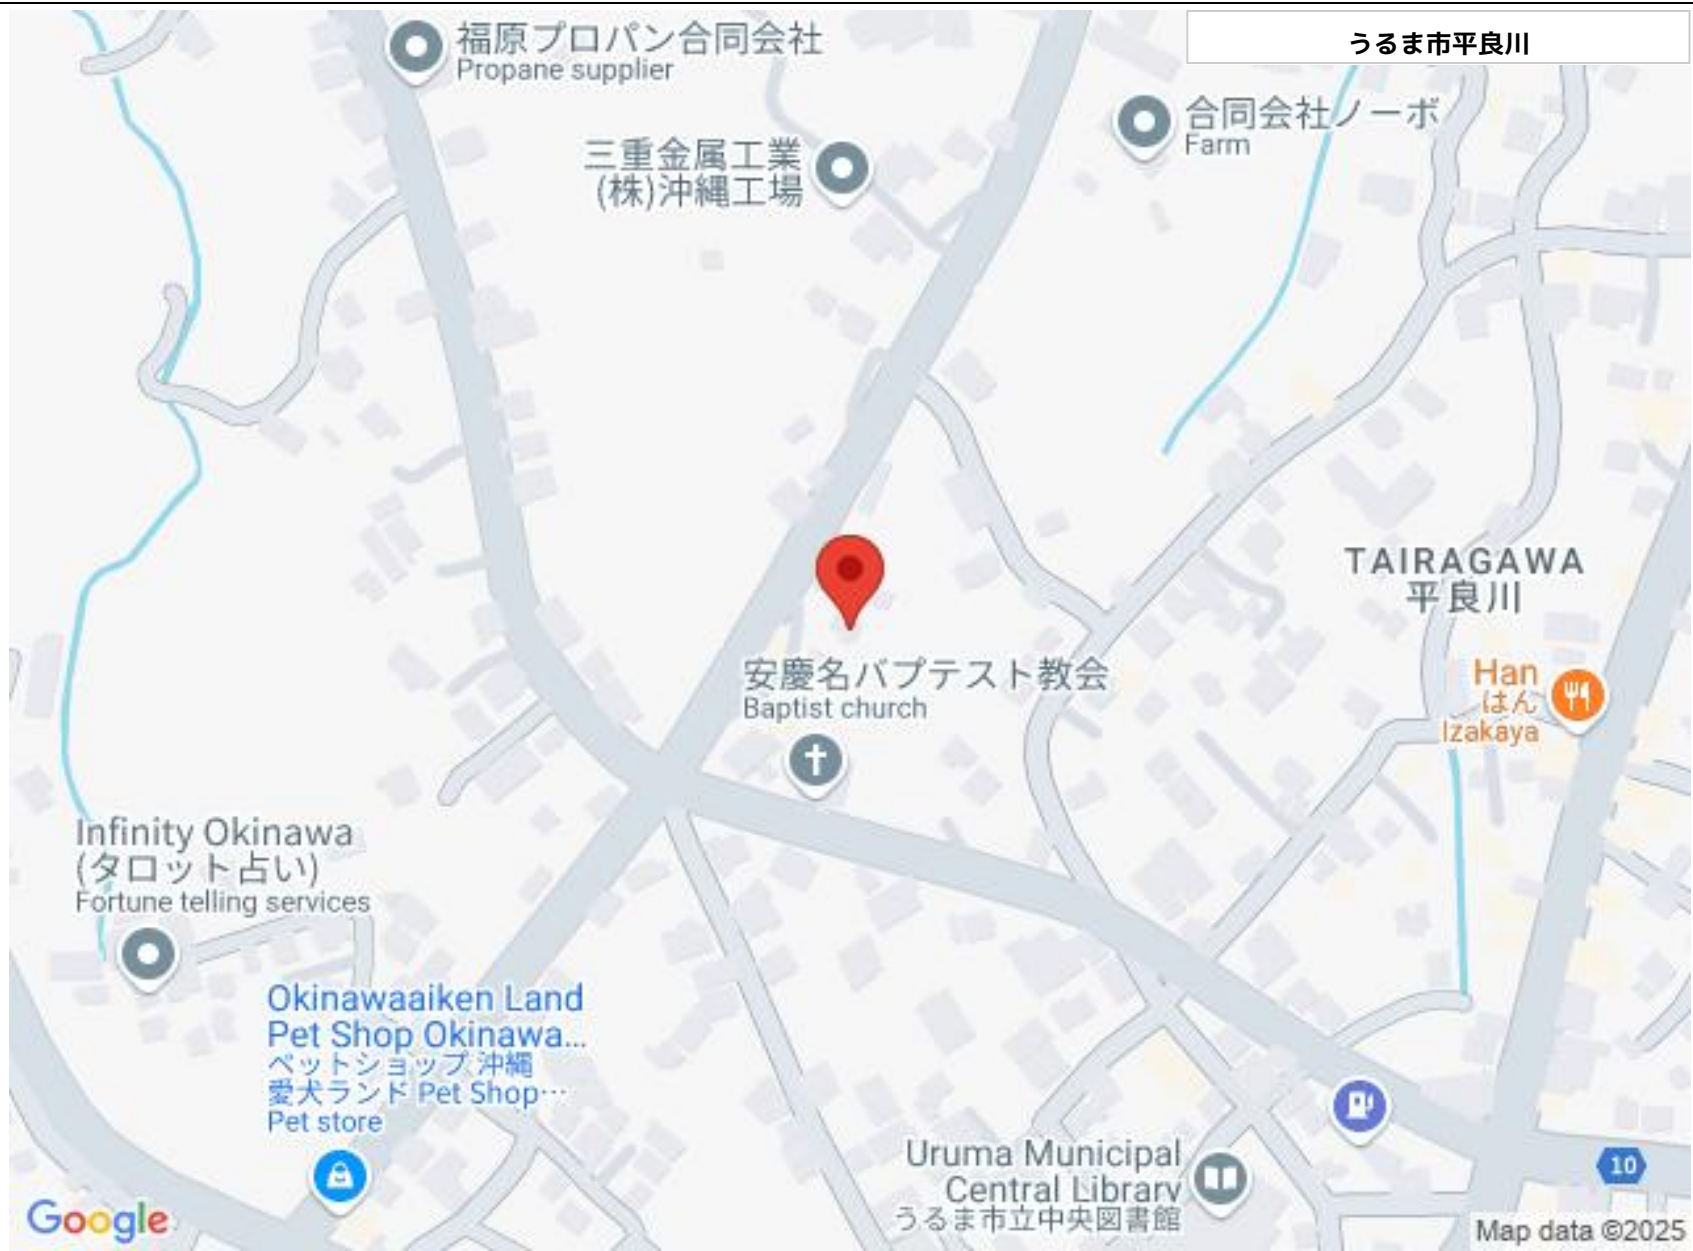 うるま市平良川
福原プロパン合同会社
Propane supplier
合同会社ノーボ
Farm
三重金属工業
(株)沖縄工場
TAIRAGAWA
平良川
Han
はん
Izakaya
安慶名バプテスト教会
Baptist church
Infinity Okinawa
(タロット占い)
Fortune telling services
Okinawaaiken Land
Pet Shop Okinawa...
ペットショップ 沖縄
愛犬ランド Pet Shop…
Pet store
Uruma Municipal
Central Library
うるま市立中央図書館
10
Google
Map data ©2025